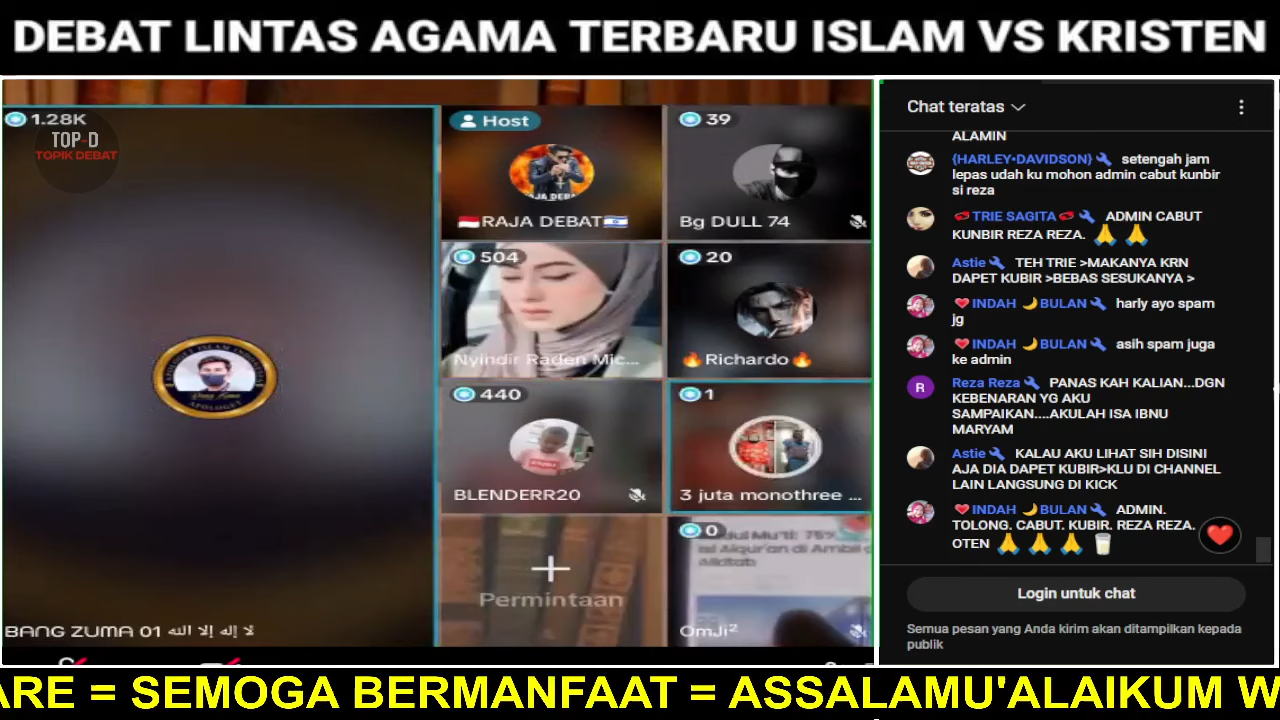 DEBAT LINTAS AGAMA TERBARU ISLAM VS KRISTEN
1.28K
TOP-D
TOPIK DEBAT
BANG ZUMA 01 لا إله إلا الله
Host
🇮🇩RAJA DEBAT🇮🇱
39
Bg DULL 74
504
Nyindir Raden Mic...
20
🔥Richardo🔥
440
BLENDERR20
1
3 juta monothree ...
Permintaan
0
OmJi²
Chat teratas
ALAMIN
{HARLEY•DAVIDSON} setengah jam
lepas udah ku mohon admin cabut kunbir
si reza
TRIE SAGITA ADMIN CABUT
KUNBIR REZA REZA. 🙏 🙏
Astie TEH TRIE >MAKANYA KRN
DAPET KUBIR >BEBAS SESUKANYA >
❤️INDAH 🌙BULAN harly ayo spam
jg
❤️INDAH 🌙BULAN asih spam juga
ke admin
R
Reza Reza PANAS KAH KALIAN...DGN
KEBENARAN YG AKU
SAMPAIKAN....AKULAH ISA IBNU
MARYAM
Astie KALAU AKU LIHAT SIH DISINI
AJA DIA DAPET KUBIR>KLU DI CHANNEL
LAIN LANGSUNG DI KICK
❤️INDAH 🌙BULAN ADMIN.
TOLONG. CABUT. KUBIR. REZA REZA.
OTEN 🙏 🙏 🙏 🥛
Login untuk chat
Semua pesan yang Anda kirim akan ditampilkan kepada
publik
ARE = SEMOGA BERMANFAAT = ASSALAMU'ALAIKUM W